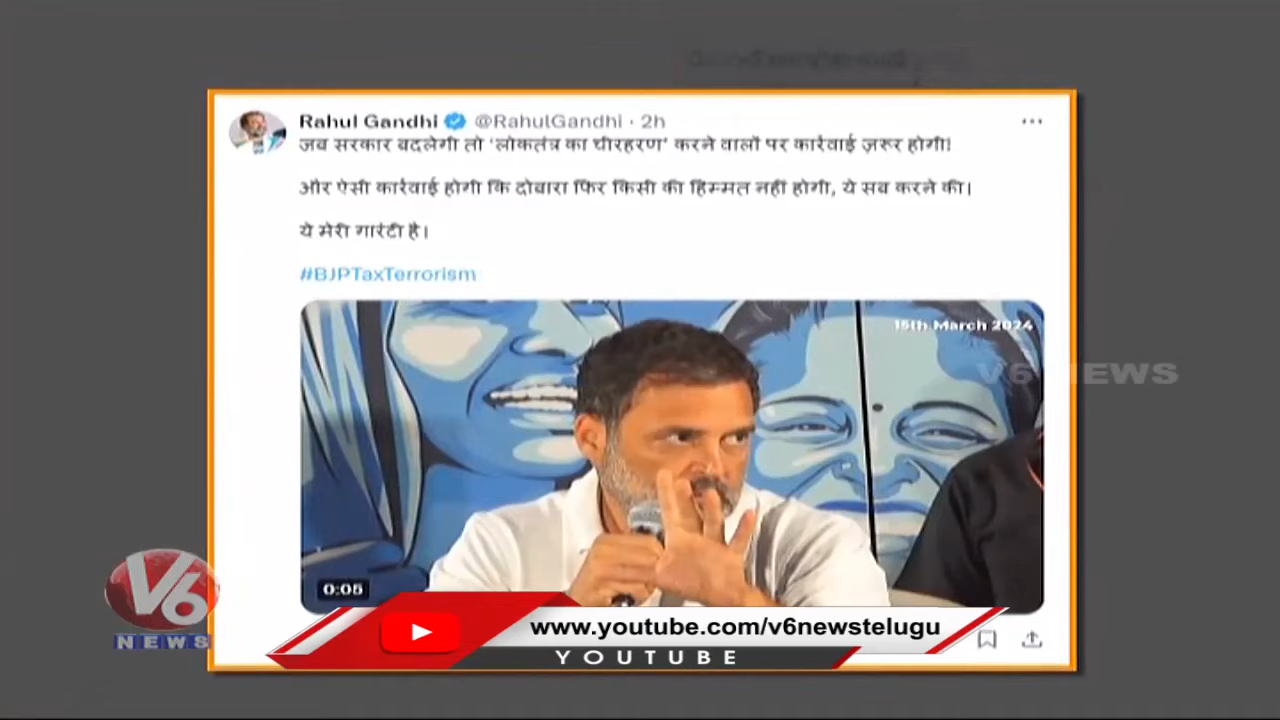 Rahul Gandhi @RahulGandhi · 2h
जब सरकार बदलेगी तो 'लोकतंत्र का चीरहरण' करने वालों पर कार्रवाई ज़रूर होगी!
और ऐसी कार्रवाई होगी कि दोबारा फिर किसी की हिम्मत नहीं होगी, ये सब करने की।
ये मेरी गारंटी है।
#BJPTaxTerrorism
15th March 2024
V6 NEWS
0:05
V6
NEWS
www.youtube.com/v6newstelugu
YOUTUBE